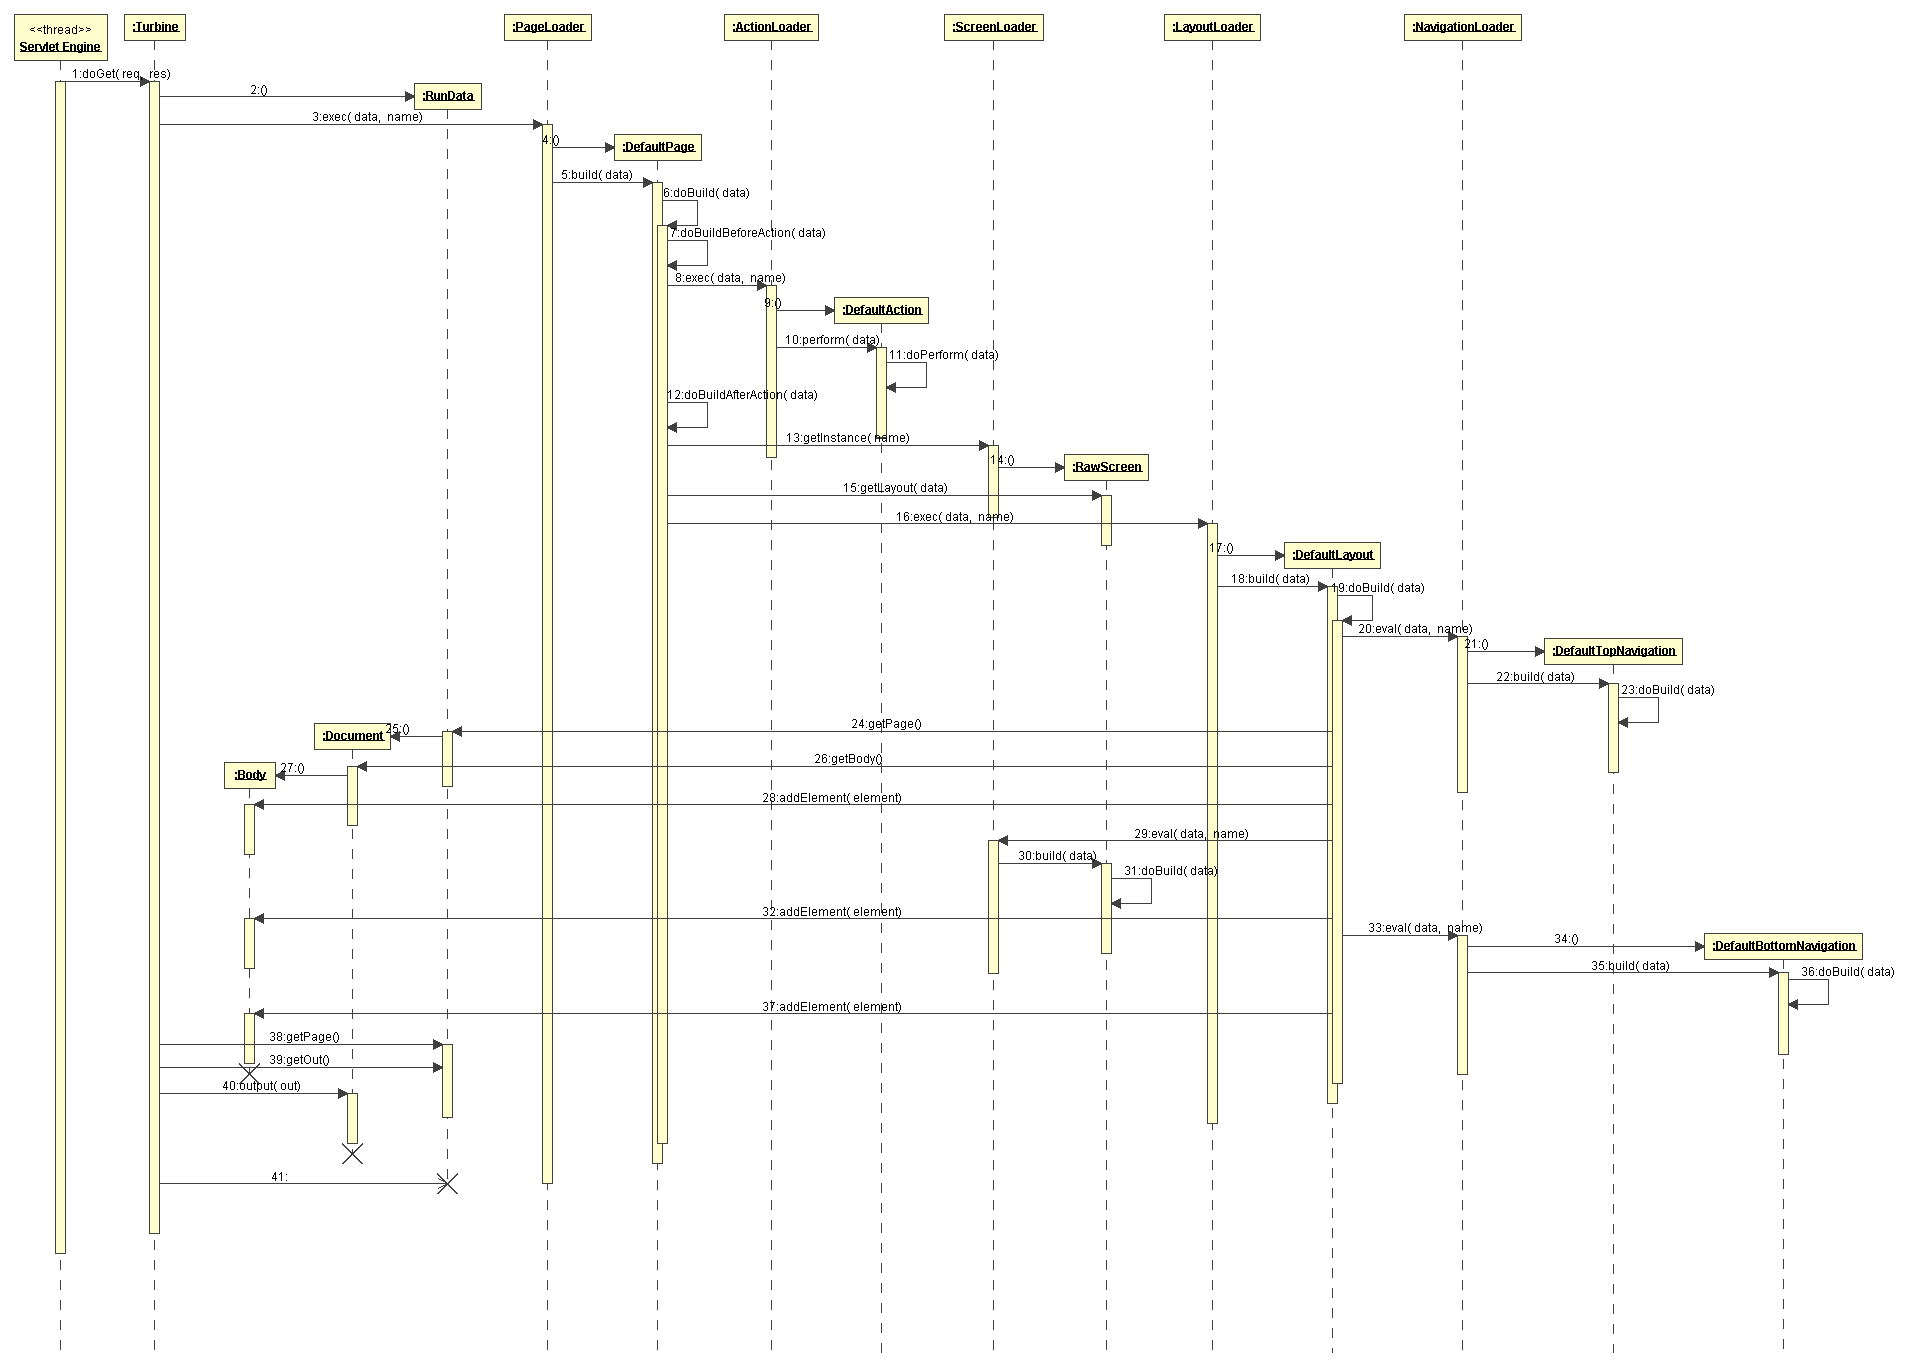 <<thread>>
Servlet Engine
:Turbine
:PageLoader
:ActionLoader
:ScreenLoader
:LayoutLoader
:NavigationLoader
1:doGet( req, res)
2:()
:RunData
3:exec( data, name)
4:()
:DefaultPage
5:build( data)
6:doBuild( data)
7:doBuildBeforeAction( data)
8:exec( data, name)
9:()
:DefaultAction
10:perform( data)
11:doPerform( data)
12:doBuildAfterAction( data)
13:getInstance( name)
14:()
:RawScreen
15:getLayout( data)
16:exec( data, name)
17:()
:DefaultLayout
18:build( data)
19:doBuild( data)
20:eval( data, name)
21:()
:DefaultTopNavigation
22:build( data)
23:doBuild( data)
24:getPage()
25:()
:Document
26:getBody()
27:()
:Body
28:addElement( element)
29:eval( data, name)
30:build( data)
31:doBuild( data)
32:addElement( element)
33:eval( data, name)
34:()
:DefaultBottomNavigation
35:build( data)
36:doBuild( data)
37:addElement( element)
38:getPage()
39:getOut()
40:output( out)
41: